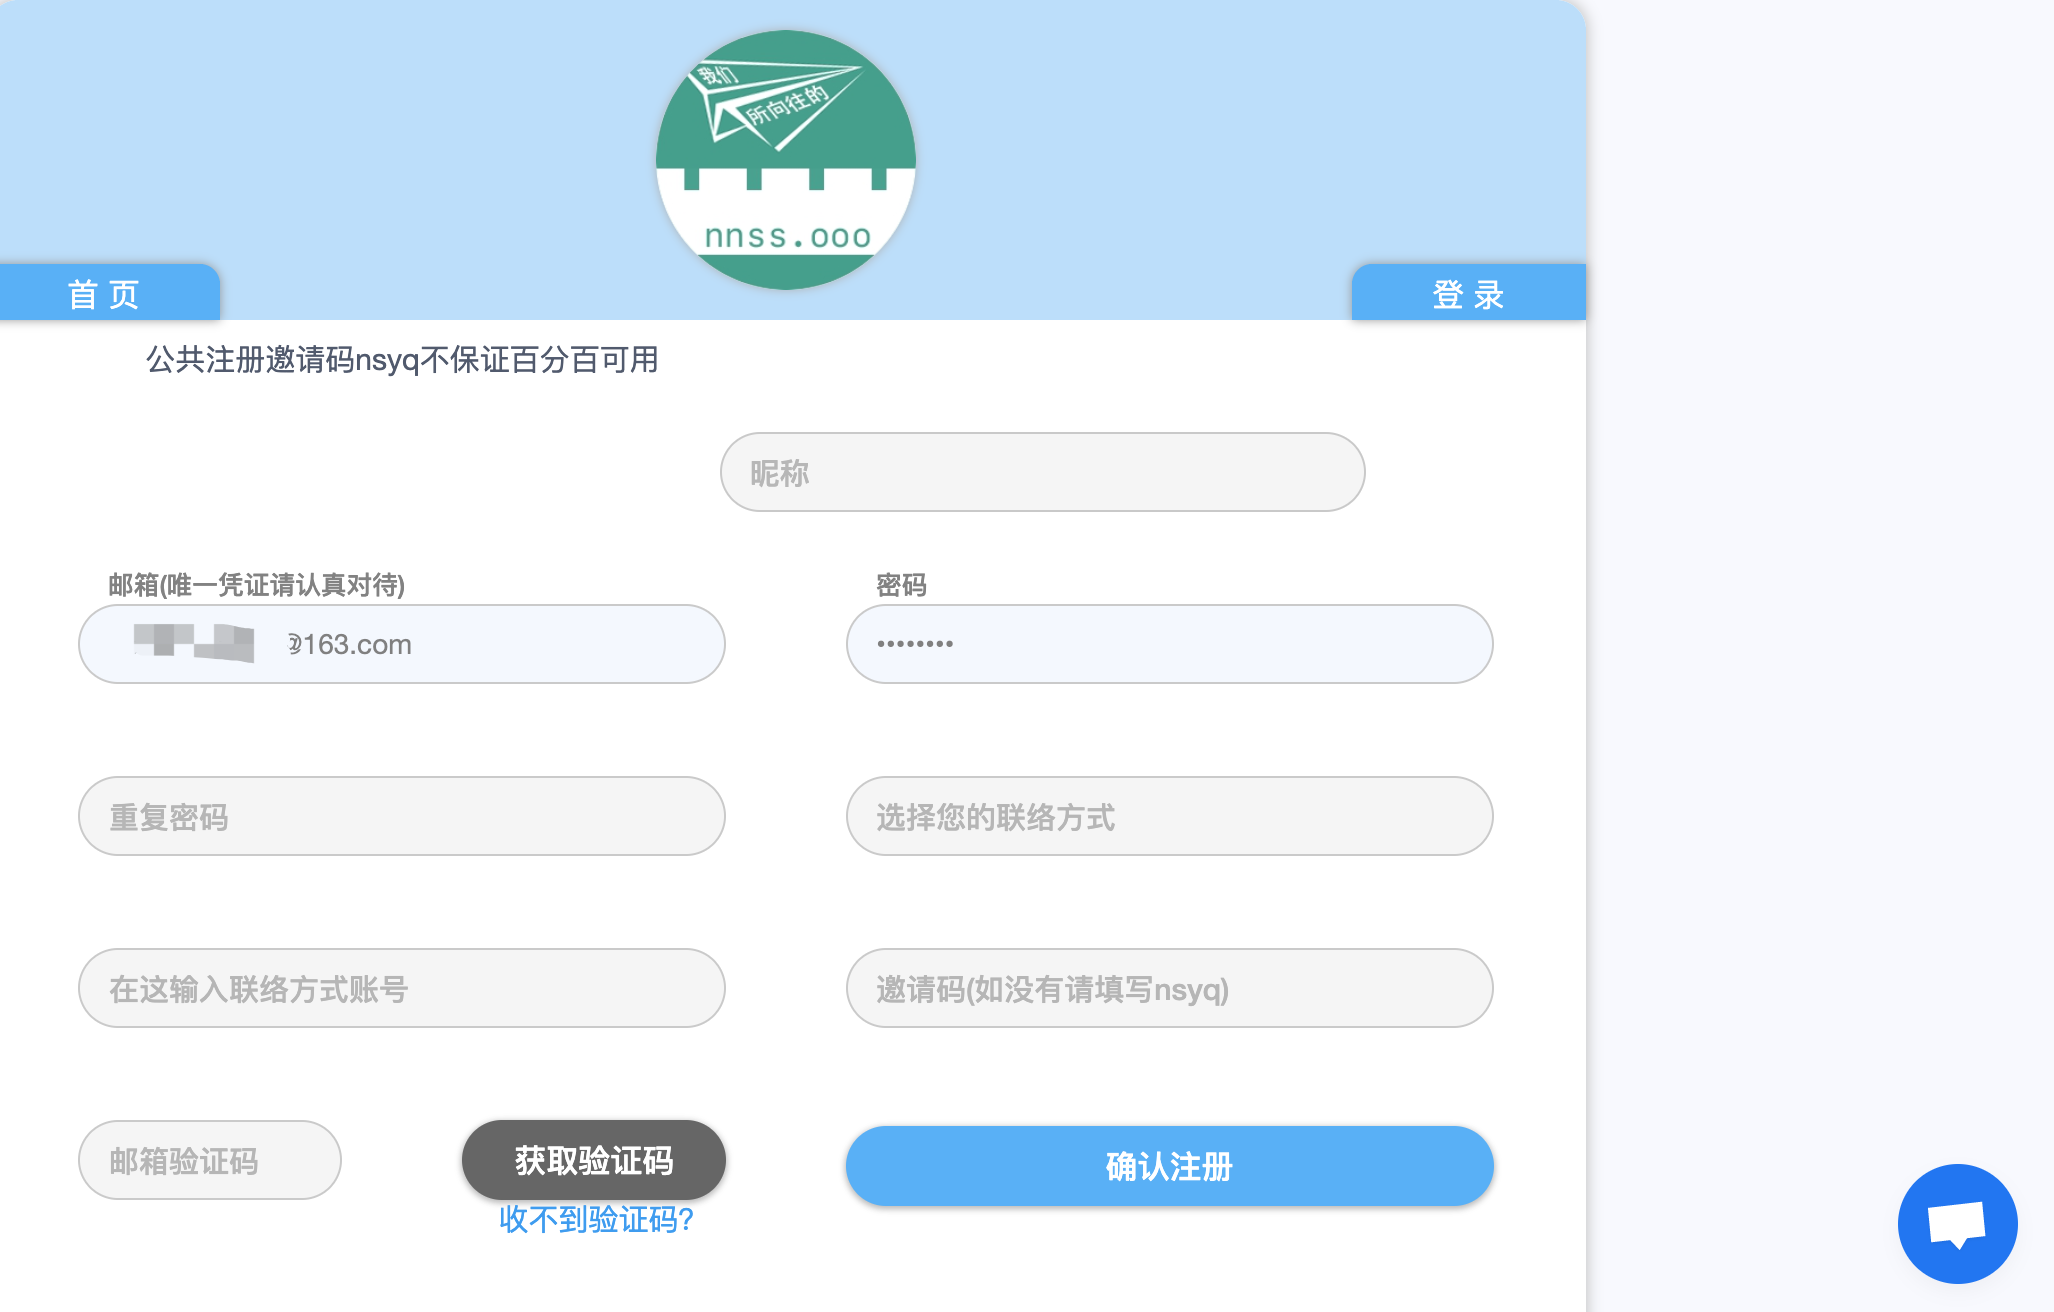 我们
所向往的
nnss.ooo
首 页
登 录
公共注册邀请码nsyq不保证百分百可用
昵称
邮箱(唯一凭证请认真对待)
密码
@163.com
••••••••
重复密码
选择您的联络方式
在这输入联络方式账号
邀请码(如没有请填写nsyq)
邮箱验证码
获取验证码
确认注册
收不到验证码?